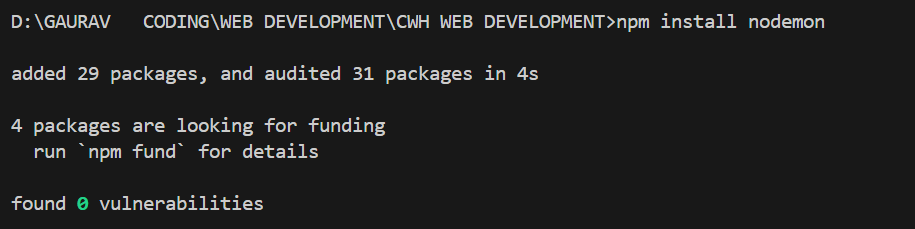 D:\GAURAV   CODING\WEB DEVELOPMENT\CWH WEB DEVELOPMENT>npm install nodemon
added 29 packages, and audited 31 packages in 4s
4 packages are looking for funding
  run `npm fund` for details
found 0 vulnerabilities